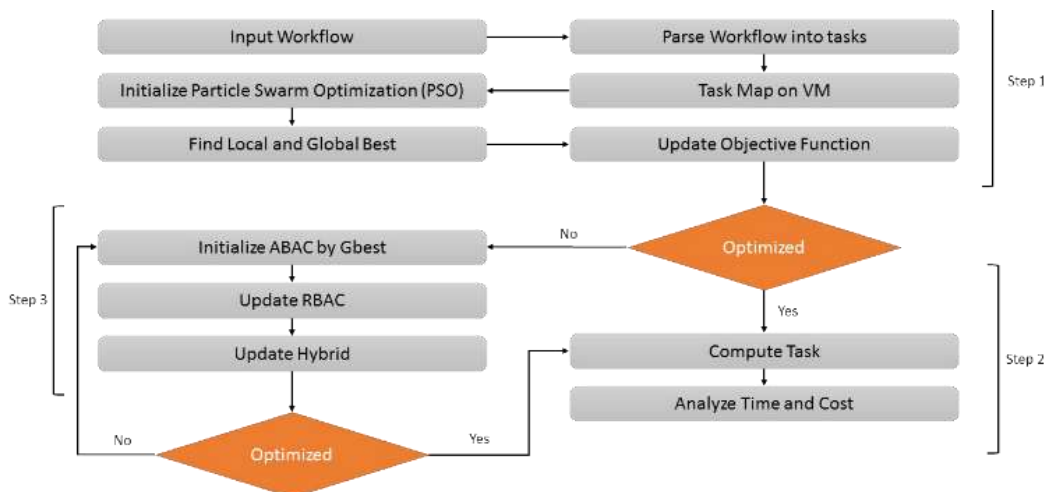 Input Workflow
Parse Workflow into tasks
Step 1
Initialize Particle Swarm Optimization (PSO)
Task Map on VM
Find Local and Global Best
Update Objective Function
No
Optimized
Initialize ABAC by Gbest
Step 3
Update RBAC
Yes
Update Hybrid
Compute Task
Step 2
Analyze Time and Cost
No
Yes
Optimized